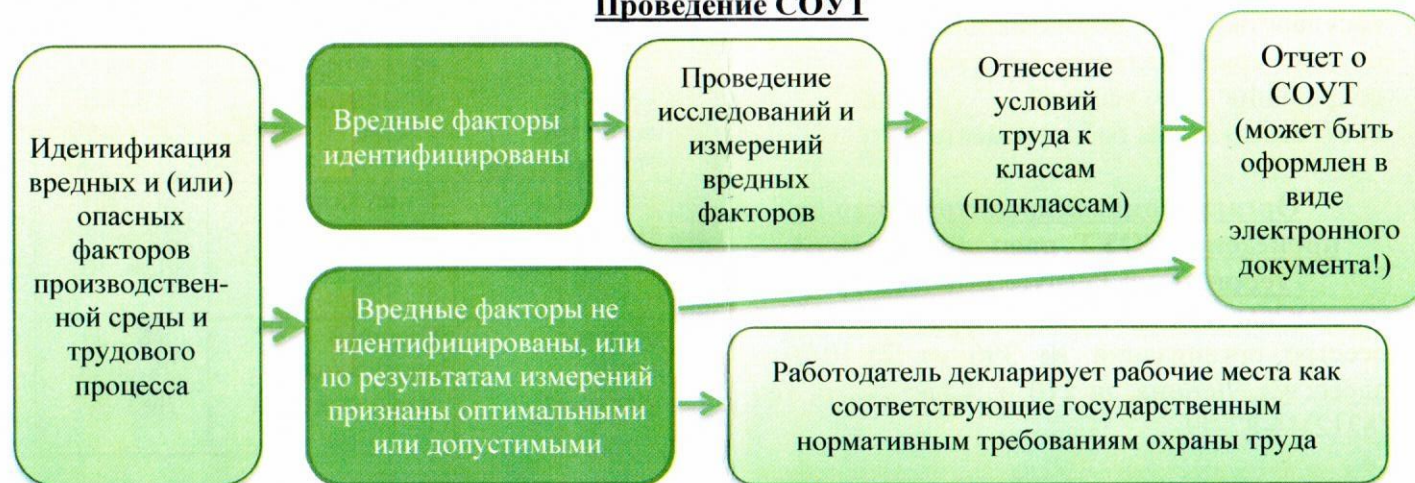 Проведение СОУТ
Идентификация
вредных и (или)
опасных
факторов
производствен-
ной среды и
трудового
процесса
Вредные факторы
идентифицированы
Проведение
исследований и
измерений
вредных
факторов
Отнесение
условий
труда к
классам
(подклассам)
Отчет о
СОУТ
(может быть
оформлен в
виде
электронного
документа!)
Вредные факторы не
идентифицированы, или
по результатам измерений
признаны оптимальными
или допустимыми
Работодатель декларирует рабочие места как
соответствующие государственным
нормативным требованиям охраны труда